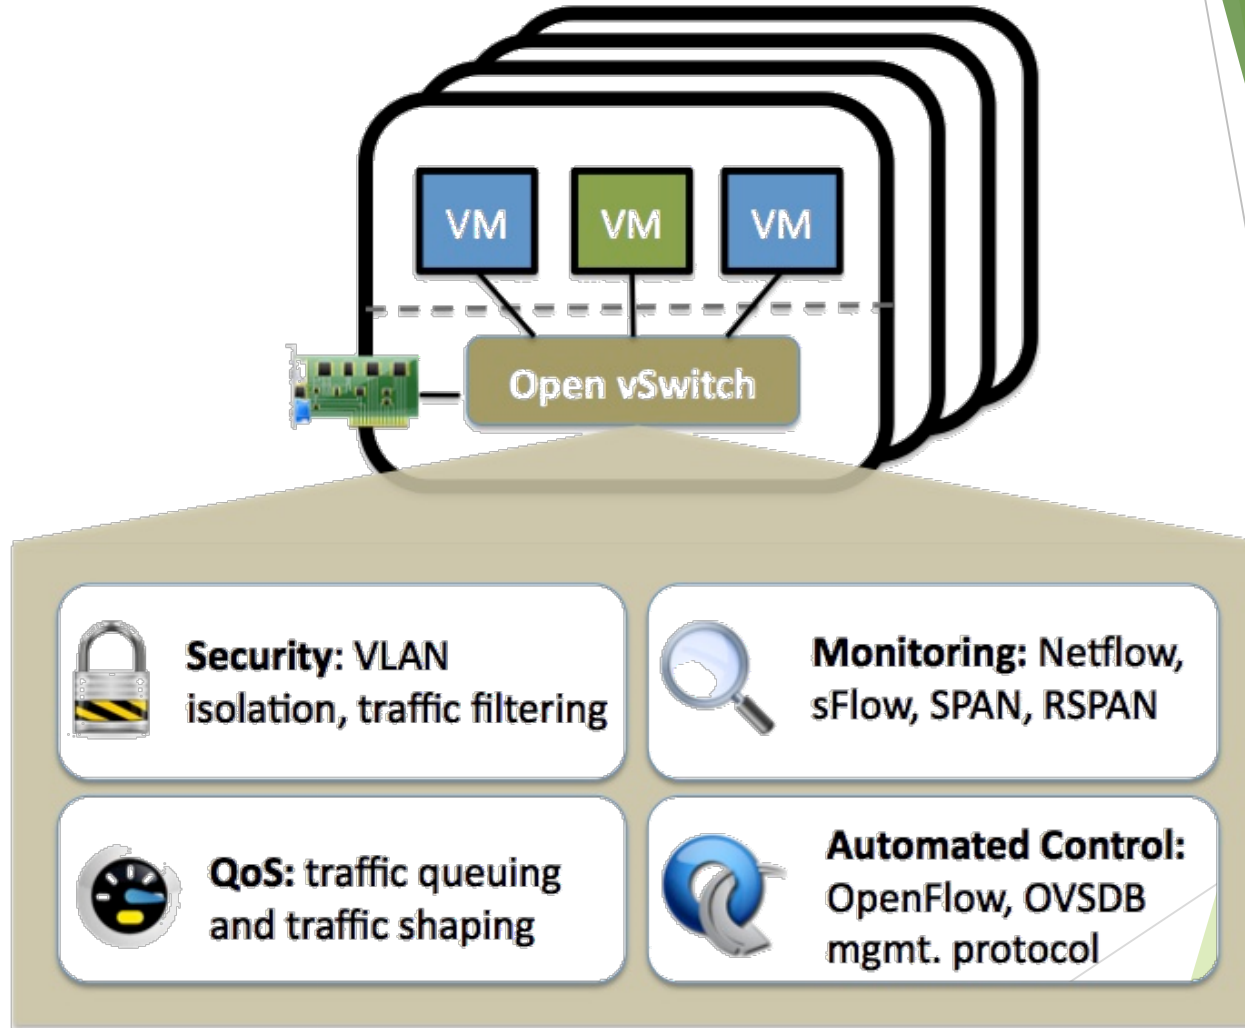 VM
VM
VM
Open vSwitch
Security: VLAN
isolation, traffic filtering
Monitoring: Netflow,
sFlow, SPAN, RSPAN
QoS: traffic queuing
and traffic shaping
Automated Control:
OpenFlow, OVSDB
mgmt. protocol